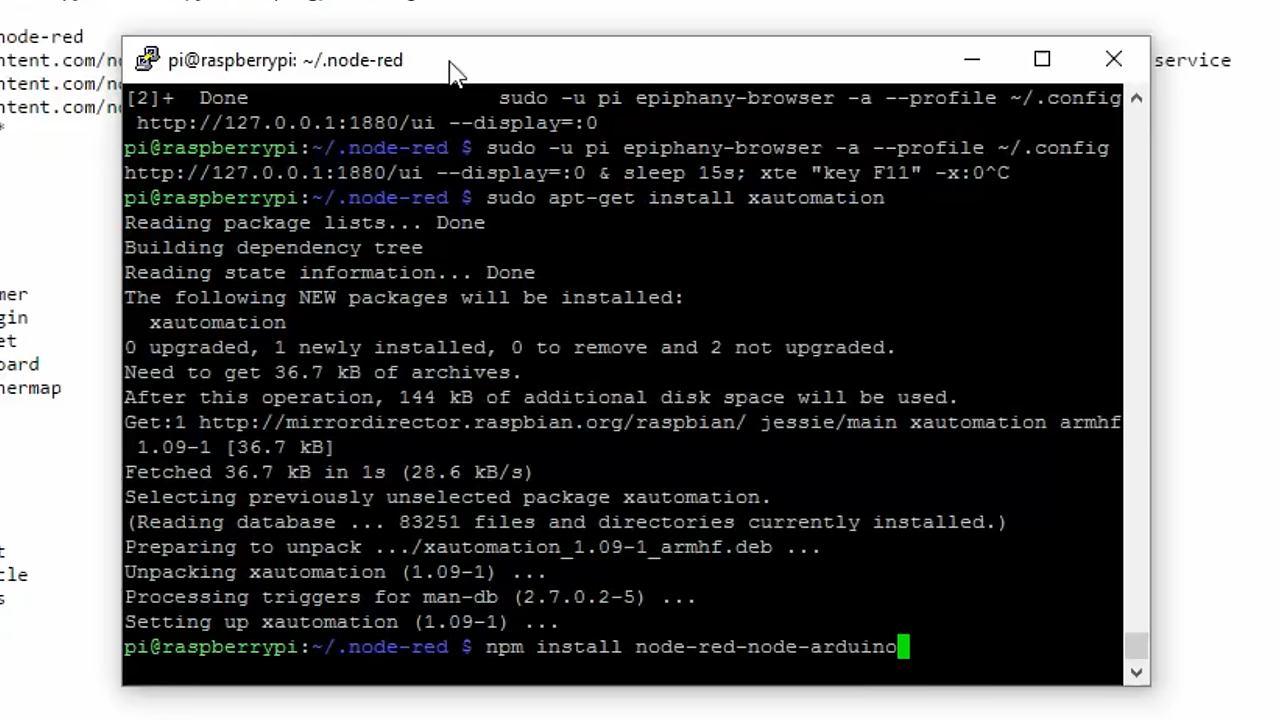 node-red
pi@raspberrypi: ~/.node-red
ntent.com/no
service
ntent.com/no
ntent.com/no
*
[2]+ Done sudo -u pi epiphany-browser -a --profile ~/.config
http://127.0.0.1:1880/ui --display=:0
pi@raspberrypi:~/.node-red $ sudo -u pi epiphany-browser -a --profile ~/.config
http://127.0.0.1:1880/ui --display=:0 & sleep 15s; xte "key F11" -x:0^C
pi@raspberrypi:~/.node-red $ sudo apt-get install xautomation
Reading package lists... Done
Building dependency tree
Reading state information... Done
The following NEW packages will be installed:
xautomation
0 upgraded, 1 newly installed, 0 to remove and 2 not upgraded.
Need to get 36.7 kB of archives.
After this operation, 144 kB of additional disk space will be used.
Get:1 http://mirrordirector.raspbian.org/raspbian/ jessie/main xautomation armhf
1.09-1 [36.7 kB]
Fetched 36.7 kB in 1s (28.6 kB/s)
Selecting previously unselected package xautomation.
(Reading database ... 83251 files and directories currently installed.)
Preparing to unpack .../xautomation_1.09-1_armhf.deb ...
Unpacking xautomation (1.09-1) ...
Processing triggers for man-db (2.7.0.2-5) ...
Setting up xautomation (1.09-1) ...
pi@raspberrypi:~/.node-red $ npm install node-red-node-arduino
mer
gin
et
oard
hermap
t
cle
s